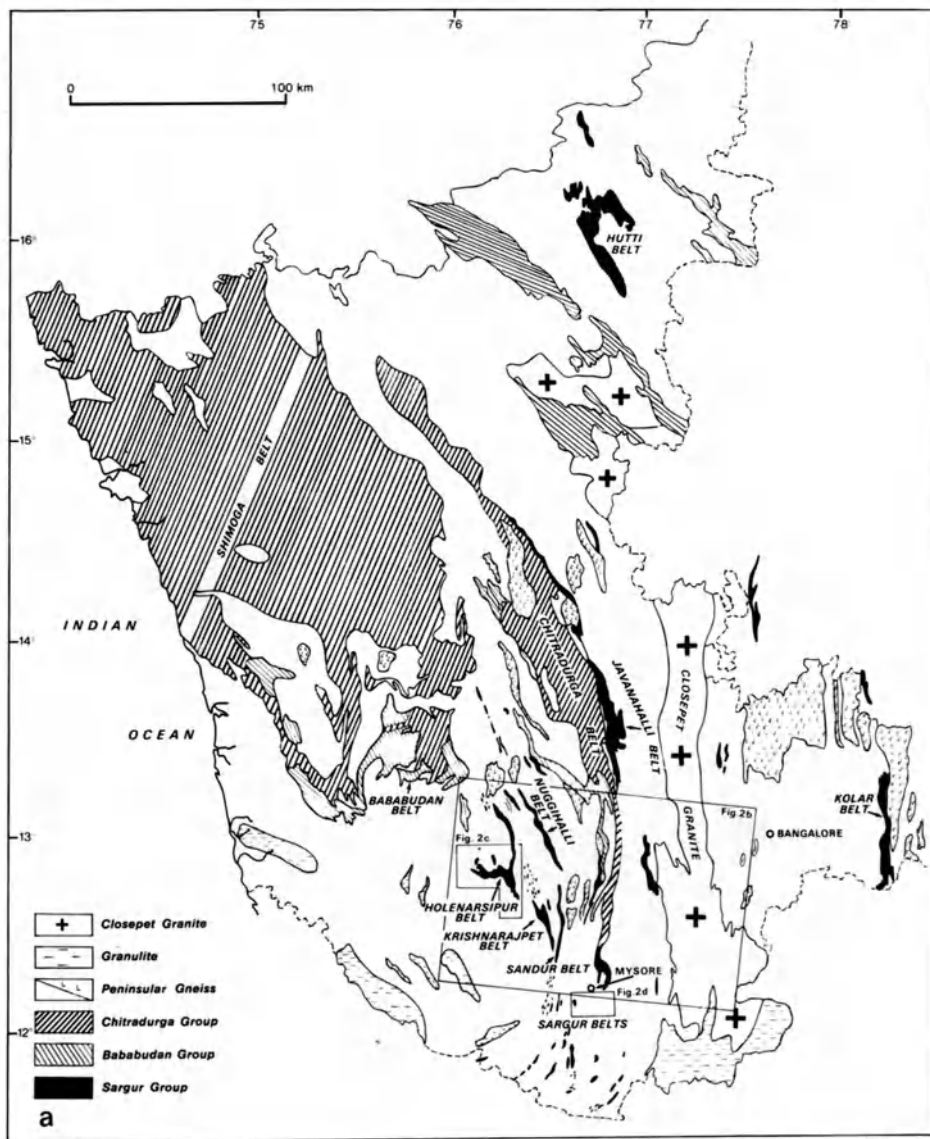 75
76
77
78
0
100 km
16°
15°
14°
13°
12°
HUTTI
BELT
SHIMOGA
BELT
INDIAN
OCEAN
CHITRADURGA
BELT
JAVANAHALLI
BELT
CLOSEPET
GRANITE
BABABUDAN
BELT
NUGGIHALLI
BELT
Fig.2b
Fig. 2c
KOLAR
BELT
BANGALORE
HOLENARSIPUR
BELT
KRISHNARAJPET
BELT
SANDUR BELT
MYSORE
Fig.2d
SARGUR BELTS
Closepet Granite
Granulite
Peninsular Gneiss
Chitradurga Group
Bababudan Group
Sargur Group
a